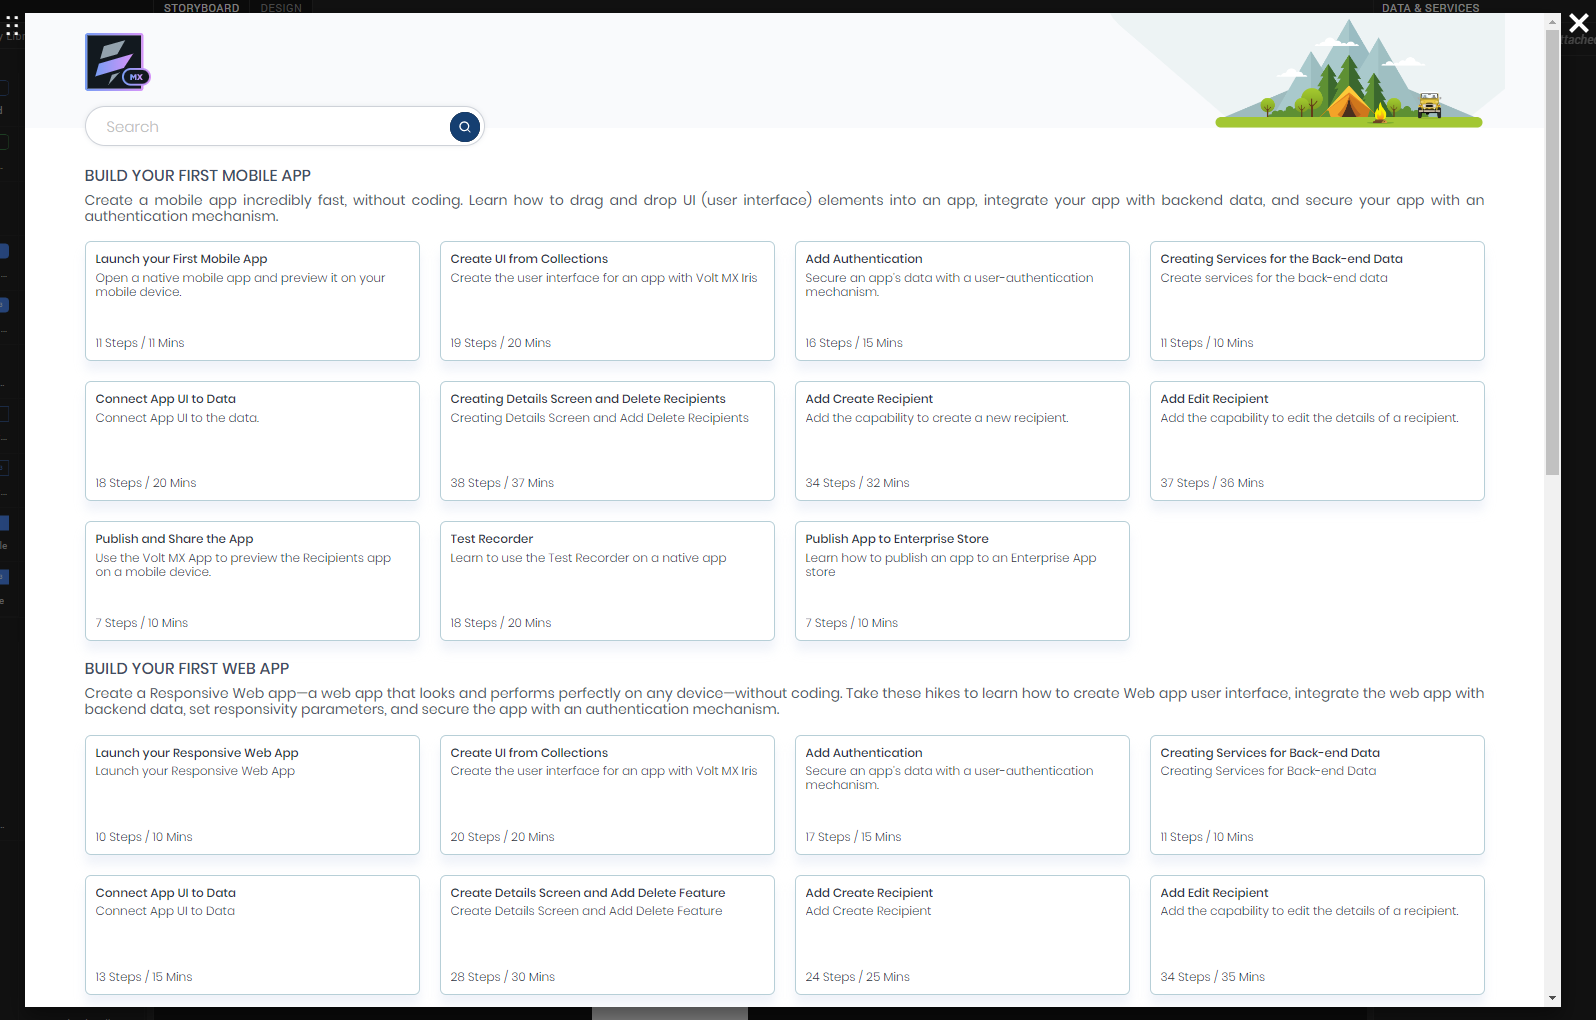 STORYBOARD DESIGN DATA & SERVICES
MX
Search
BUILD YOUR FIRST MOBILE APP
Create a mobile app incredibly fast, without coding. Learn how to drag and drop UI (user interface) elements into an app, integrate your app with backend data, and secure your app with an
authentication mechanism.
Launch your First Mobile App
Open a native mobile app and preview it on your
mobile device.
11 Steps / 11 Mins
Create UI from Collections
Create the user interface for an app with Volt MX Iris
19 Steps / 20 Mins
Add Authentication
Secure an app's data with a user-authentication
mechanism.
16 Steps / 15 Mins
Creating Services for the Back-end Data
Create services for the back-end data
11 Steps / 10 Mins
Connect App UI to Data
Connect App UI to the data.
18 Steps / 20 Mins
Creating Details Screen and Delete Recipients
Creating Details Screen and Add Delete Recipients
38 Steps / 37 Mins
Add Create Recipient
Add the capability to create a new recipient.
34 Steps / 32 Mins
Add Edit Recipient
Add the capability to edit the details of a recipient.
37 Steps / 36 Mins
Publish and Share the App
Use the Volt MX App to preview the Recipients app
on a mobile device.
7 Steps / 10 Mins
Test Recorder
Learn to use the Test Recorder on a native app
18 Steps / 20 Mins
Publish App to Enterprise Store
Learn how to publish an app to an Enterprise App
store
7 Steps / 10 Mins
BUILD YOUR FIRST WEB APP
Create a Responsive Web app—a web app that looks and performs perfectly on any device—without coding. Take these hikes to learn how to create Web app user interface, integrate the web app with
backend data, set responsivity parameters, and secure the app with an authentication mechanism.
Launch your Responsive Web App
Launch your Responsive Web App
10 Steps / 10 Mins
Create UI from Collections
Create the user interface for an app with Volt MX Iris
20 Steps / 20 Mins
Add Authentication
Secure an app's data with a user-authentication
mechanism.
17 Steps / 15 Mins
Creating Services for Back-end Data
Creating Services for Back-end Data
11 Steps / 10 Mins
Connect App UI to Data
Connect App UI to Data
13 Steps / 15 Mins
Create Details Screen and Add Delete Feature
Create Details Screen and Add Delete Feature
28 Steps / 30 Mins
Add Create Recipient
Add Create Recipient
24 Steps / 25 Mins
Add Edit Recipient
Add the capability to edit the details of a recipient.
34 Steps / 35 Mins